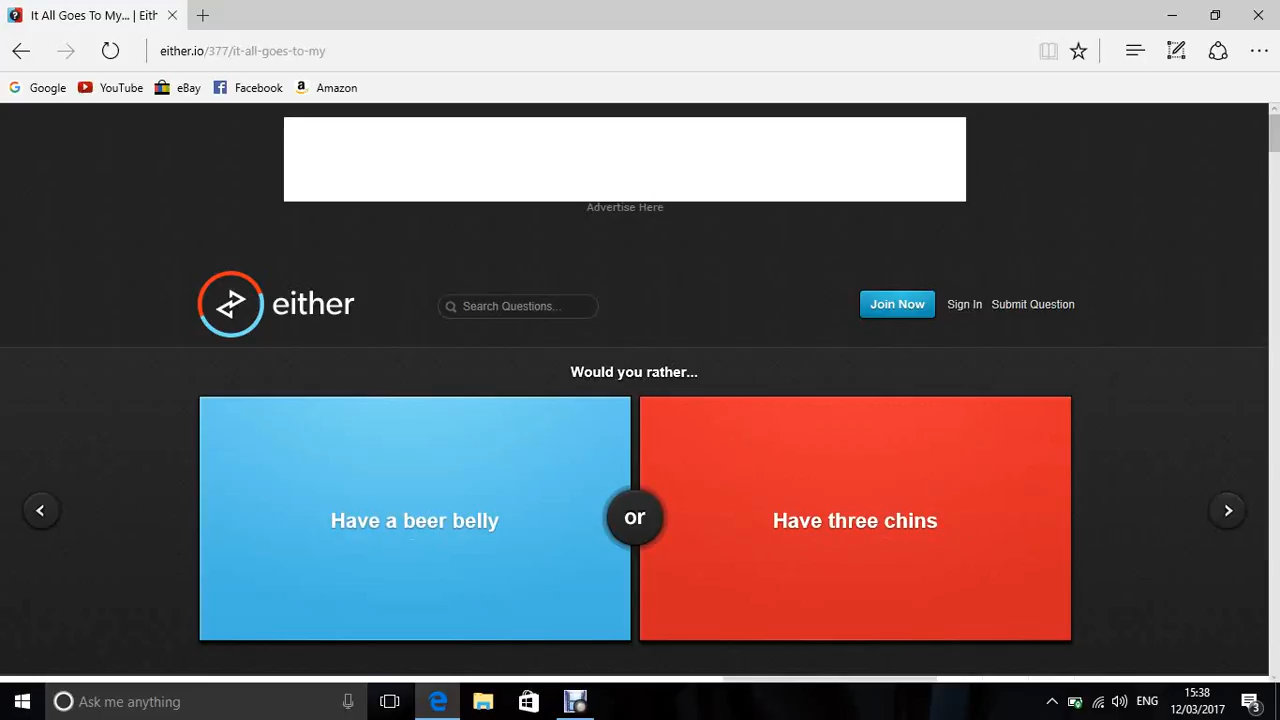 It All Goes To My... | Eith
either.io/377/it-all-goes-to-my
Google YouTube eBay Facebook Amazon
Advertise Here
either
Search Questions...
Join Now Sign In Submit Question
Would you rather...
Have a beer belly
or
Have three chins
Ask me anything
ENG
15:38
12/03/2017
3